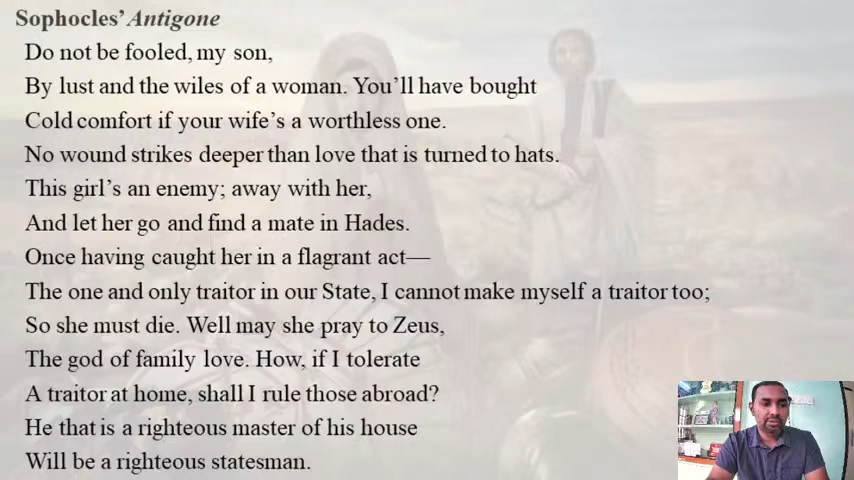 Sophocles’ Antigone
Do not be fooled, my son,
By lust and the wiles of a woman. You’ll have bought
Cold comfort if your wife’s a worthless one.
No wound strikes deeper than love that is turned to hats.
This girl’s an enemy; away with her,
And let her go and find a mate in Hades.
Once having caught her in a flagrant act—
The one and only traitor in our State, I cannot make myself a traitor too;
So she must die. Well may she pray to Zeus,
The god of family love. How, if I tolerate
A traitor at home, shall I rule those abroad?
He that is a righteous master of his house
Will be a righteous statesman.